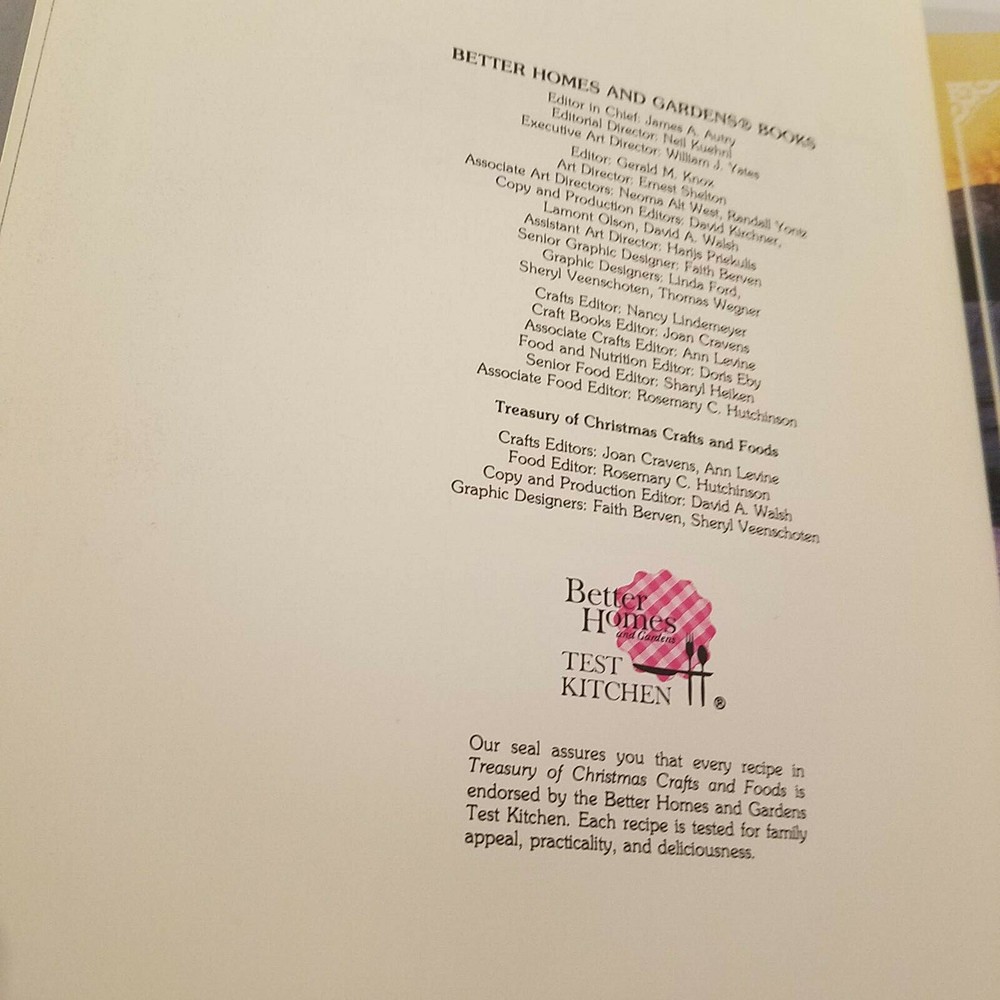 BETTER HOMES AND GARDENS® BOOKS
Editor in Chief: James A. Autry
Editorial Director: Neil Kuehnl
Executive Art Director: William J. Yates
Editor: Gerald M. Knox
Art Director: Ernest Shelton
Associate Art Directors: Neoma Alt West, Randall Yontz
Copy and Production Editors: David Kirchner,
Lamont Olson, David A. Walsh
Assistant Art Director: Harijs Priekulis
Senior Graphic Designer: Faith Berven
Graphic Designers: Linda Ford,
Sheryl Veenschoten, Thomas Wegner
Crafts Editor: Nancy Lindemeyer
Craft Books Editor: Joan Cravens
Associate Crafts Editor: Ann Levine
Food and Nutrition Editor: Doris Eby
Senior Food Editor: Sharyl Heiken
Associate Food Editor: Rosemary C. Hutchinson
Treasury of Christmas Crafts and Foods
Crafts Editors: Joan Cravens, Ann Levine
Food Editor: Rosemary C. Hutchinson
Copy and Production Editor: David A. Walsh
Graphic Designers: Faith Berven, Sheryl Veenschoten
Better
Homes
and Gardens
TEST
KITCHEN ®
Our seal assures you that every recipe in
Treasury of Christmas Crafts and Foods is
endorsed by the Better Homes and Gardens
Test Kitchen. Each recipe is tested for family
appeal, practicality, and deliciousness.